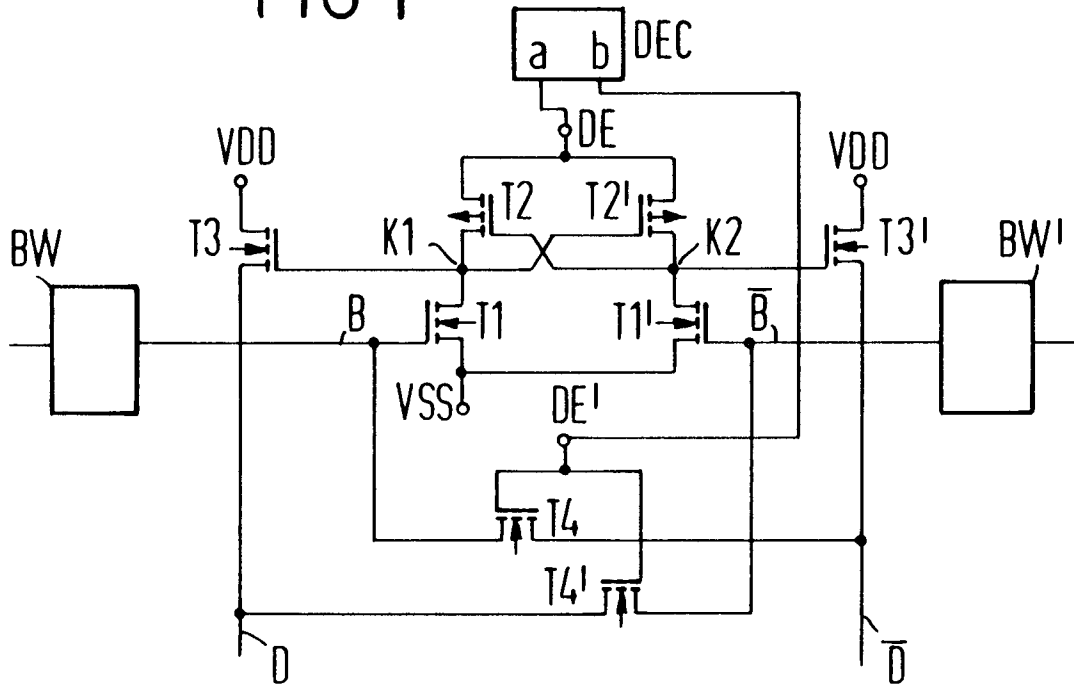 FIG 1
a b DEC
DE
VDD VDD
T2 T2'
T3 T3'
BW K1 K2 BW'
B T1 T1' B̅
VSS DE'
T4
T4'
D D̅